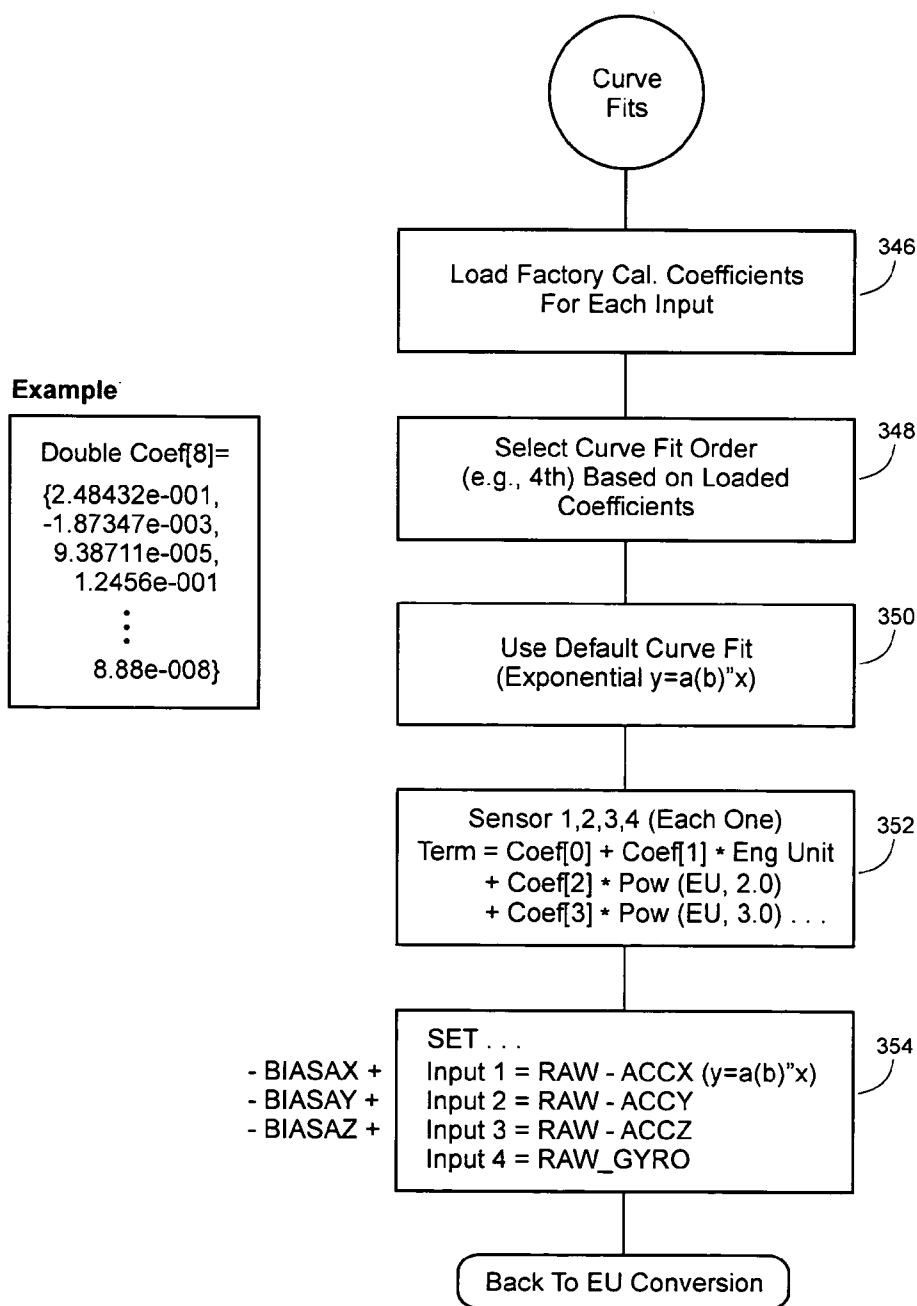 Curve
Fits
346
Load Factory Cal. Coefficients
For Each Input
Example
Double Coef[8]=
{2.48432e-001,
-1.87347e-003,
9.38711e-005,
1.2456e-001
⋮
8.88e-008}
348
Select Curve Fit Order
(e.g., 4th) Based on Loaded
Coefficients
350
Use Default Curve Fit
(Exponential y=a(b)"x)
352
Sensor 1,2,3,4 (Each One)
Term = Coef[0] + Coef[1] * Eng Unit
+ Coef[2] * Pow (EU, 2.0)
+ Coef[3] * Pow (EU, 3.0) . . .
354
SET . . .
- BIASAX + Input 1 = RAW - ACCX (y=a(b)"x)
- BIASAY + Input 2 = RAW - ACCY
- BIASAZ + Input 3 = RAW - ACCZ
Input 4 = RAW_GYRO
Back To EU Conversion